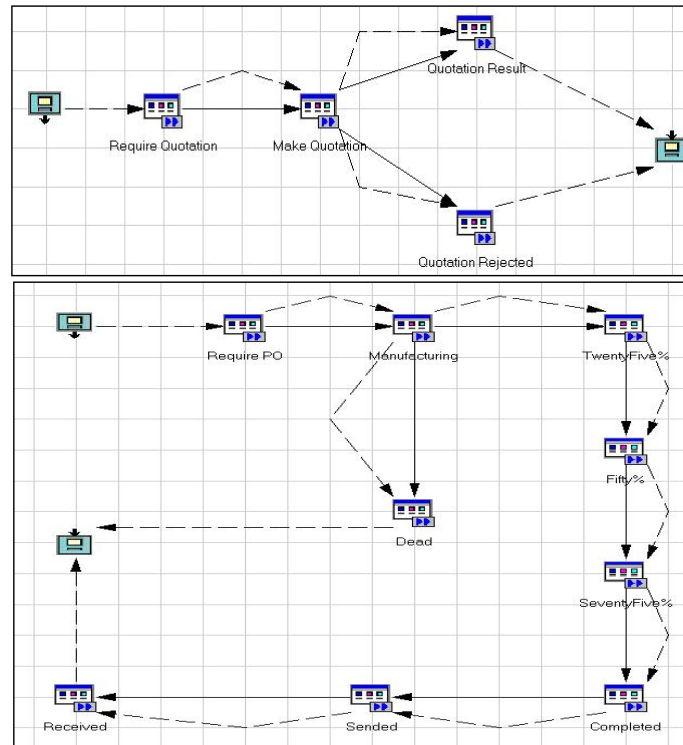 Quotation Result
Require Quotation
Make Quotation
Quotation Rejected
Require PO
Manufacturing
TwentyFive%
Fifty%
Dead
SeventyFive%
Received
Sended
Completed